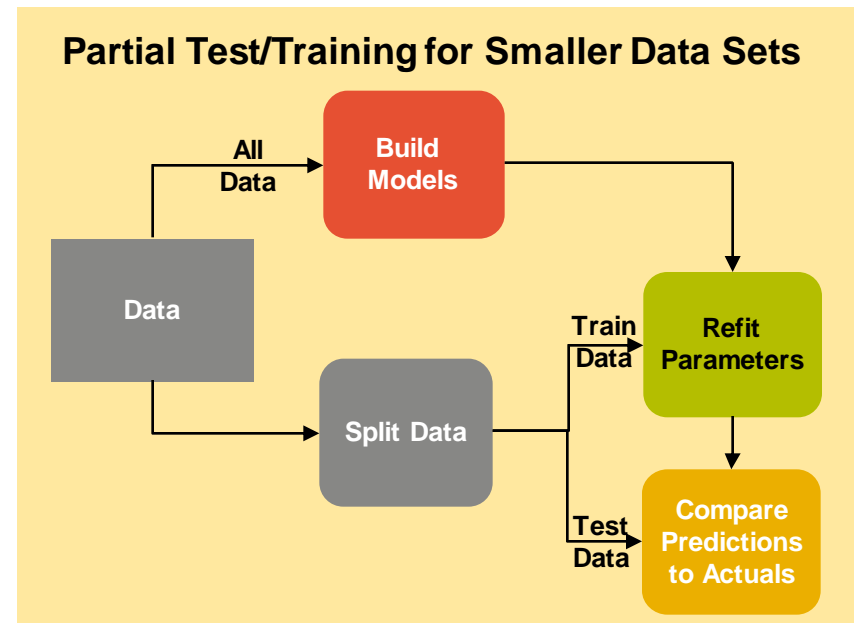 Partial Test/Training for Smaller Data Sets
All
Data
Build
Models
Data
Train
Data
Refit
Parameters
Split Data
Test
Data
Compare
Predictions
to Actuals